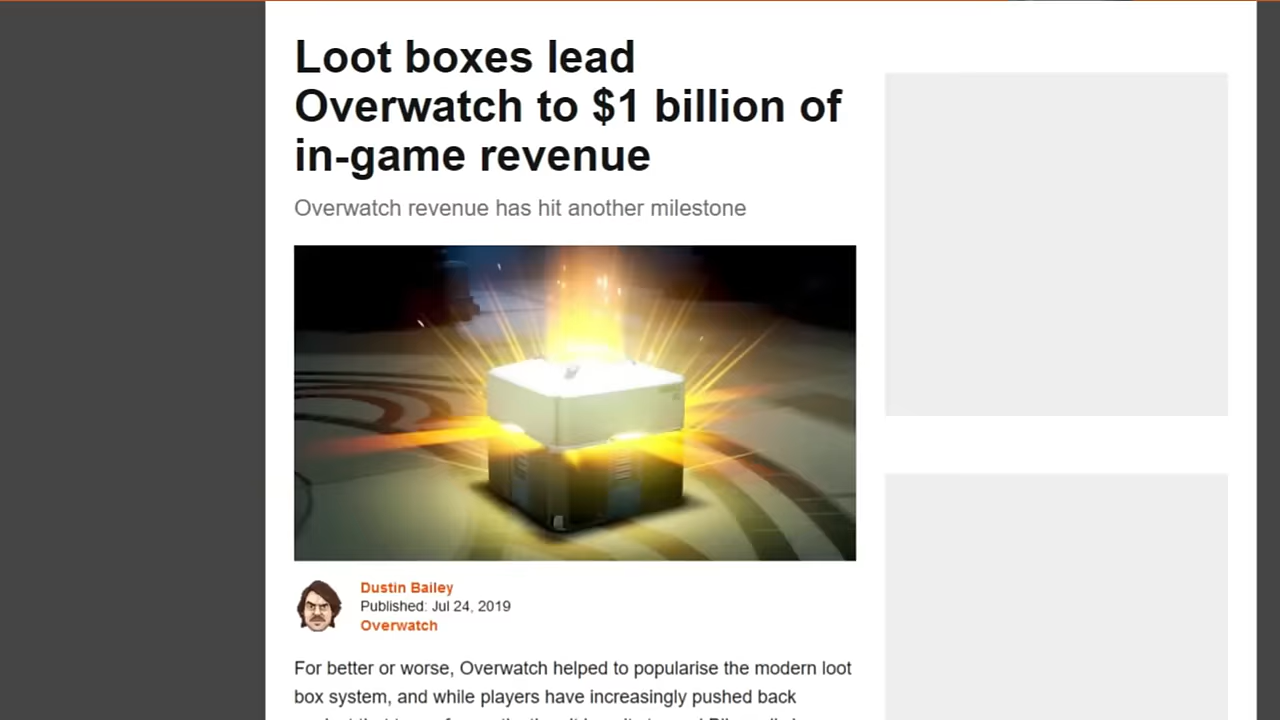 Loot boxes lead
Overwatch to $1 billion of
in-game revenue
Overwatch revenue has hit another milestone
Dustin Bailey
Published: Jul 24, 2019
Overwatch
For better or worse, Overwatch helped to popularise the modern loot
box system, and while players have increasingly pushed back